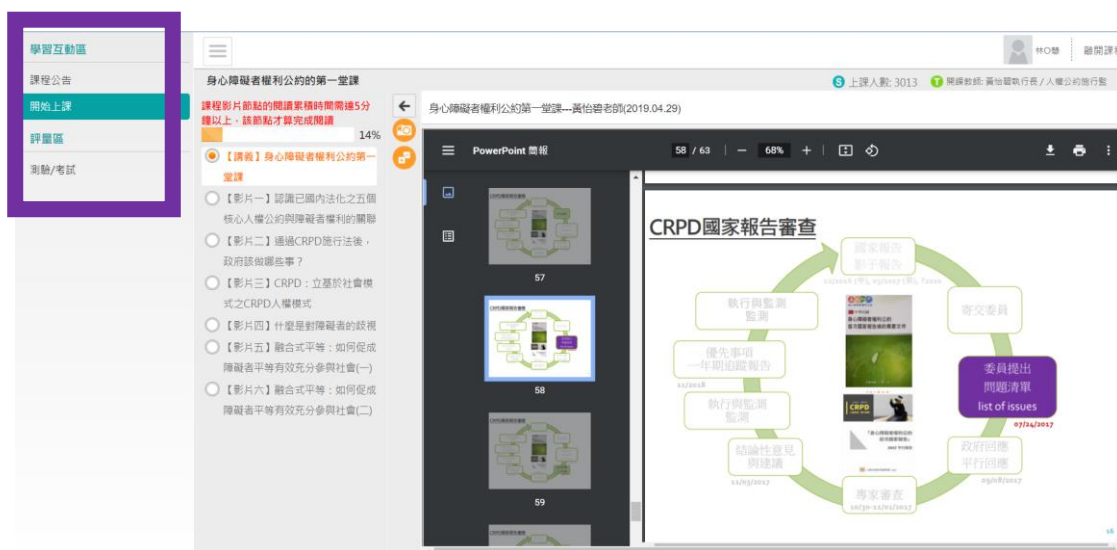 學習互動區
課程公告
開始上課
評量區
測驗/考試
林O慧
離開課程
身心障礙者權利公約的第一堂課
上課人數: 3013
開課教師: 黃怡碧執行長/人權公約施行監
課程影片節點的閱讀累積時間需達5分
鐘以上,該節點才算完成閱讀
14%
【講義】身心障礙者權利公約第一
堂課
【影片一】認識已國內法化之五個
核心人權公約與障礙者權利的關聯
【影片二】通過CRPD施行法後,
政府該做哪些事?
【影片三】CRPD:立基於社會模
式之CRPD人權模式
【影片四】什麼是對障礙者的歧視
【影片五】融合式平等:如何促成
障礙者平等有效充分參與社會(一)
【影片六】融合式平等:如何促成
障礙者平等有效充分參與社會(二)
身心障礙者權利公約第一堂課---黃怡碧老師(2019.04.29)
PowerPoint 簡報
58 / 63
68%
57
58
59
CRPD國家報告審查
國家報告
影子報告
寄交委員
委員提出
問題清單
list of issues
07/24/2017
政府回應
平行回應
09/08/2017
專家審查
10/30-11/03/2017
結論性意見
與建議
11/03/2017
執行與監測
監測
優先事項
一年期追蹤報告
11/2018
執行與監測
監測
CRPD
16